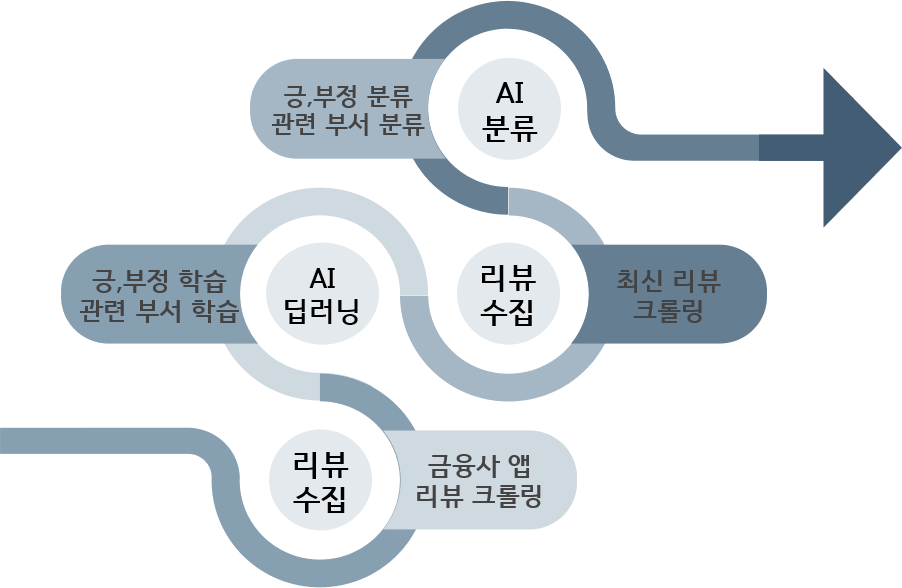 긍,부정 분류
관련 부서 분류
AI
분류
긍,부정 학습
관련 부서 학습
AI
딥러닝
리뷰
수집
최신 리뷰
크롤링
리뷰
수집
금융사 앱
리뷰 크롤링